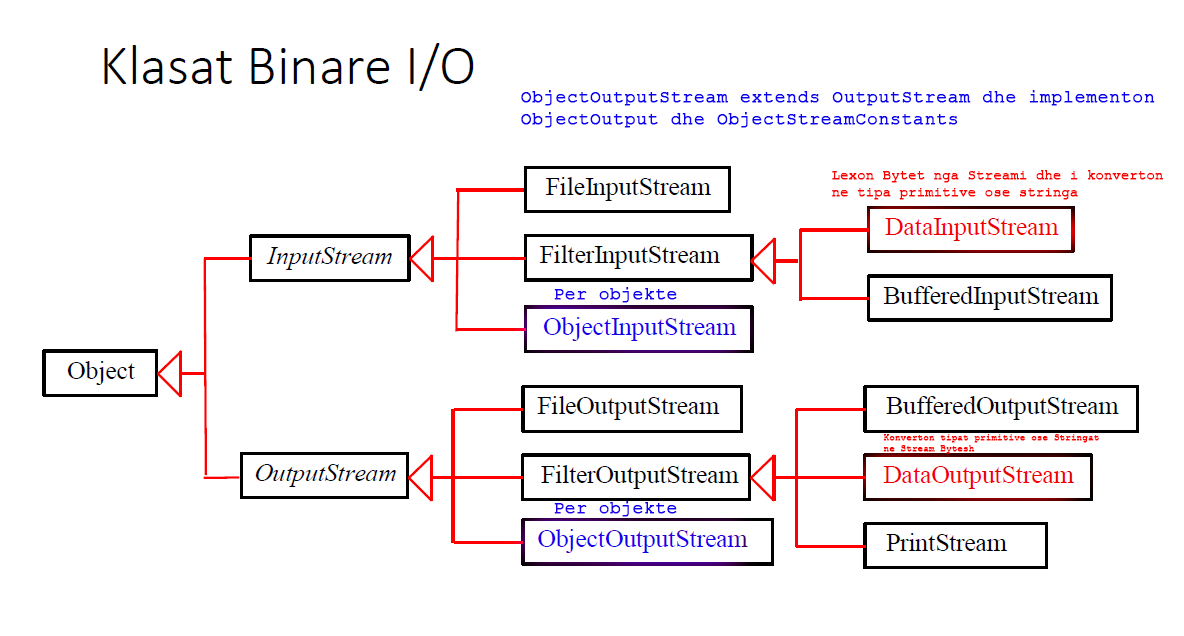 Klasat Binare I/O
ObjectOutputStream extends OutputStream dhe implementon
ObjectOutput dhe ObjectStreamConstants
FileInputStream
Lexon Bytet nga Streami dhe i konverton
ne tipa primitive ose stringa
DataInputStream
InputStream
FilterInputStream
BufferedInputStream
Per objekte
ObjectInputStream
Object
FileOutputStream
BufferedOutputStream
Konverton tipat primitive ose Stringat
ne Stream Bytesh
OutputStream
FilterOutputStream
DataOutputStream
Per objekte
ObjectOutputStream
PrintStream